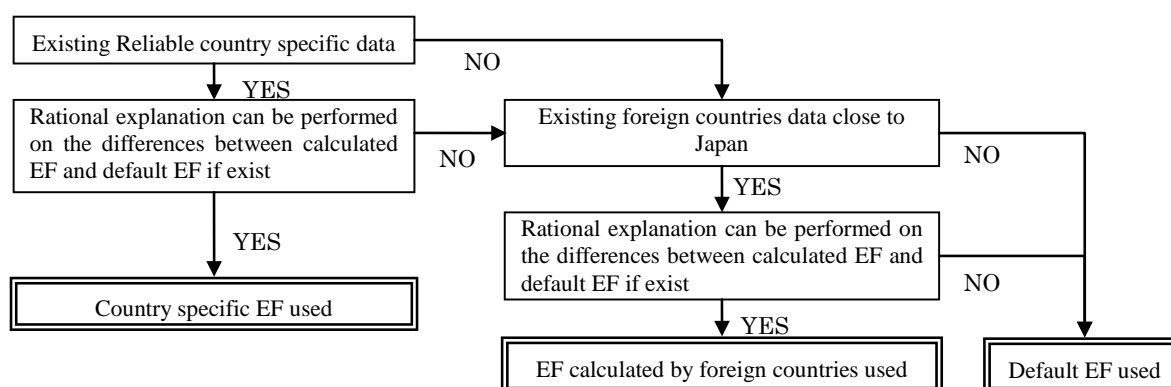 Existing Reliable country specific data
NO
YES
Rational explanation can be performed
on the differences between calculated
EF and default EF if exist
NO
Existing foreign countries data close to
Japan
NO
YES
YES
Rational explanation can be performed on
the differences between calculated EF and
default EF if exist
NO
Country specific EF used
YES
EF calculated by foreign countries used
Default EF used